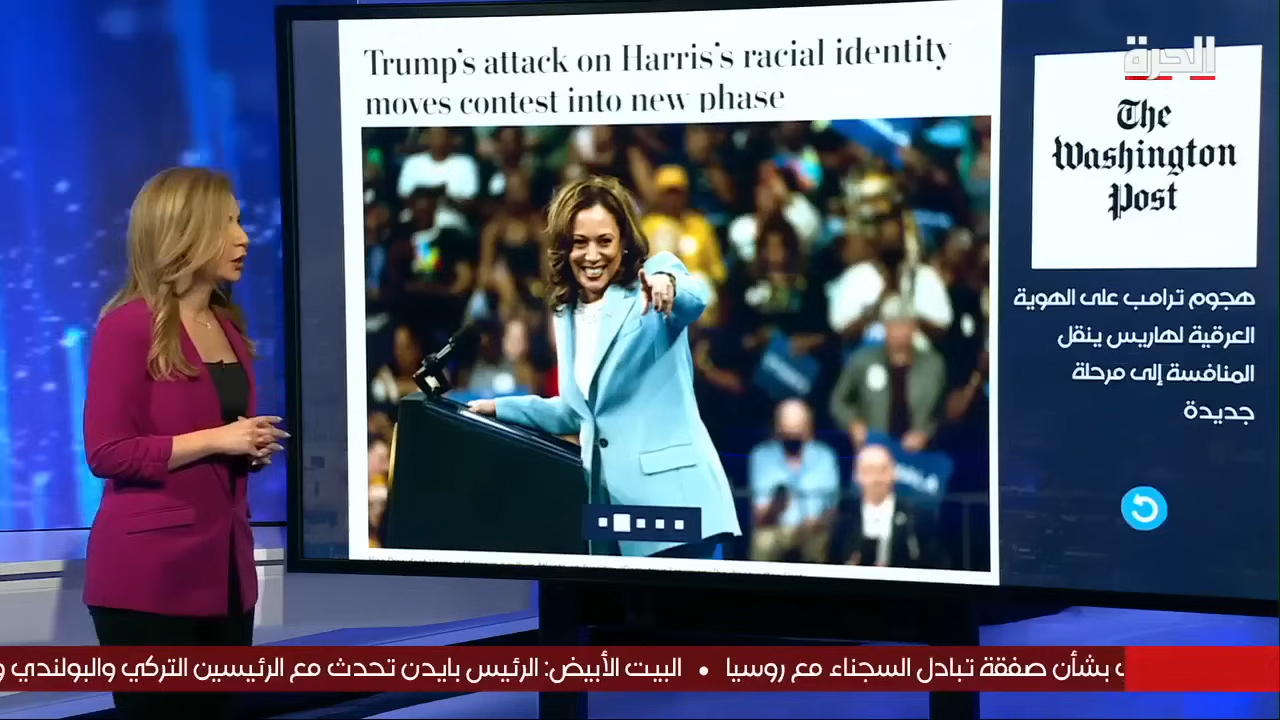 Trump's attack on Harris's racial identity
moves contest into new phase
الحرة
The
Washington
Post
هجوم ترامب على الهوية
العرقية لهاريس ينقل
المنافسة إلى مرحلة
جديدة
بشأن صفقة تبادل السجناء مع روسيا • البيت الأبيض: الرئيس بايدن تحدث مع الرئيسين التركي والبولندي